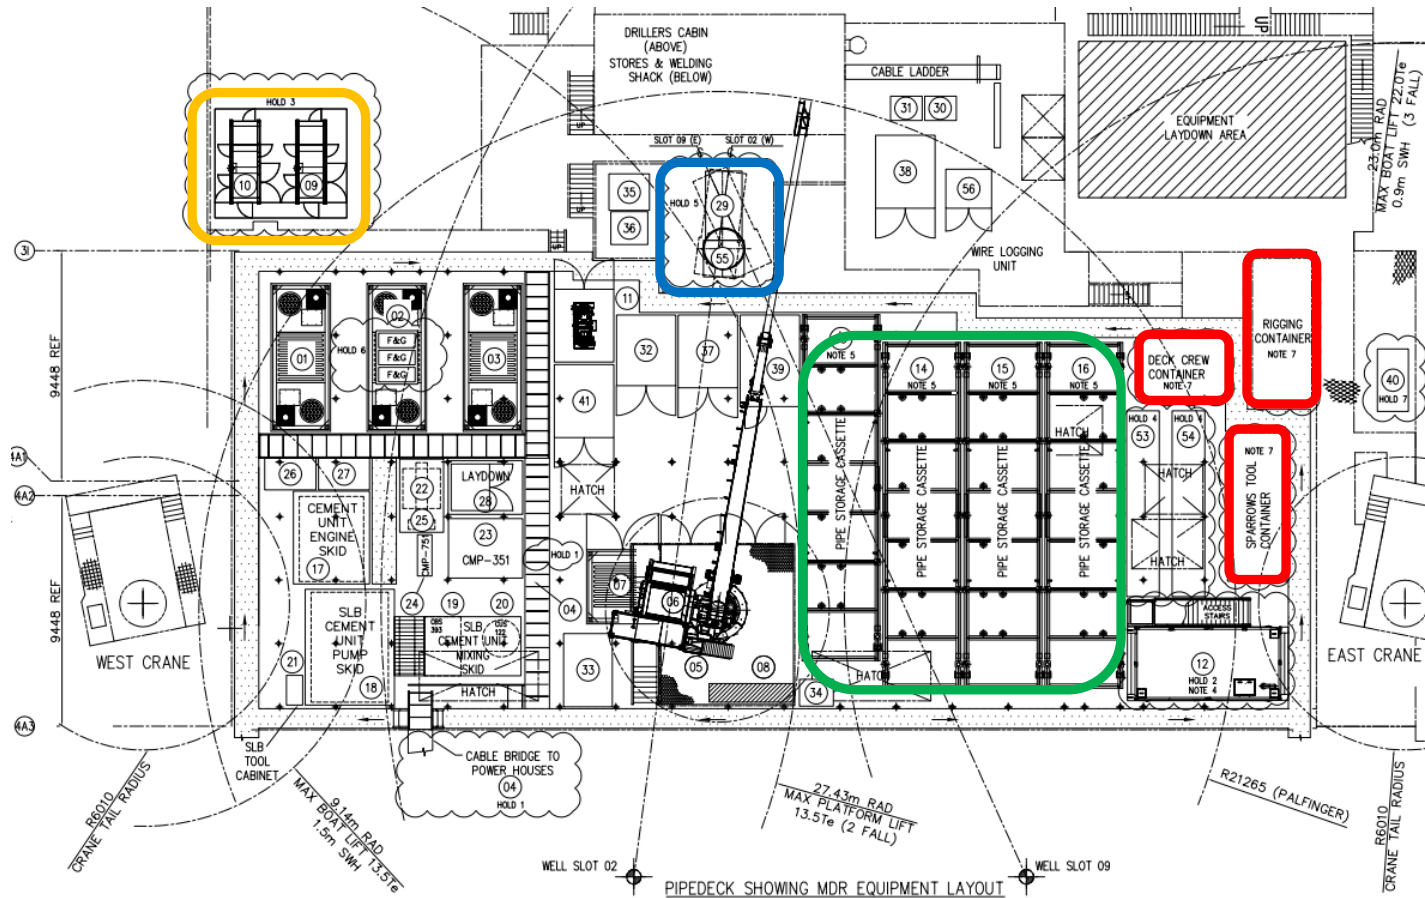 DRILLERS CABIN
(ABOVE)
STORES & WELDING
SHACK (BELOW)
CABLE LADDER
UP
31
30
EQUIPMENT
LAYDOWN AREA
23.0m RAD
MAX BOAT LIFT 22.0Te
0.9m SWH (3 FALL)
HOLD 3
10
09
UP
SLOT 09 (E)
SLOT 02 (W)
35
36
UP
UP
HOLD 5
29
55
38
56
WIRE LOGGING
UNIT
31
9448 REF
01
02
F&G
F&G
F&G
HOLD 6
03
11
32
37
39
41
NOTE 5
14
NOTE 5
15
NOTE 5
16
NOTE 5
HATCH
DECK CREW
CONTAINER
NOTE 7
RIGGING
CONTAINER
NOTE 7
40
HOLD 7
4A1
4A2
26
27
22
25
LAYDOWN
28
HATCH
CEMENT
UNIT
ENGINE
SKID
17
23
CMP-351
CMP-751
HOLD 1
PIPE STORAGE CASSETTE
PIPE STORAGE CASSETTE
PIPE STORAGE CASSETTE
PIPE STORAGE CASSETTE
HOLD 4
53
HOLD 4
54
HATCH
HATCH
NOTE 7
SPARROWS TOOL
CONTAINER
9448 REF
WEST CRANE
SLB
CEMENT
UNIT
PUMP
SKID
18
21
24
19
20
04
SLB
CEMENT UNIT
MIXING
SKID
HATCH
07
06
05
08
33
34
HATCH
ACCESS
STAIRS
12
HOLD 2
NOTE 4
EAST CRANE
4A3
SLB
TOOL
CABINET
CABLE BRIDGE TO
POWER HOUSES
04
HOLD 1
R6010
CRANE TAIL RADIUS
9.14m RAD
MAX BOAT LIFT 13.5Te
1.5m SWH
27.43m RAD
MAX PLATFORM LIFT
13.5Te (2 FALL)
R21265 (PALFINGER)
R6010
CRANE TAIL RADIUS
WELL SLOT 02
WELL SLOT 09
PIPEDECK SHOWING MDR EQUIPMENT LAYOUT